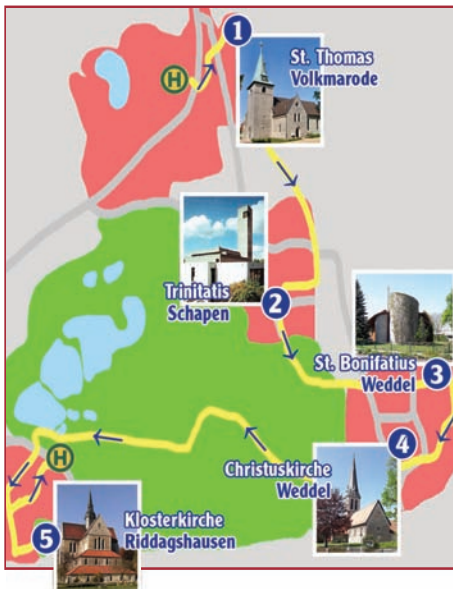 1
St. Thomas
Volkmarode
H
Trinitatis
Schapen
2
St. Bonifatius
Weddel
3
4
Christuskirche
Weddel
H
5
Klosterkirche
Riddagshausen